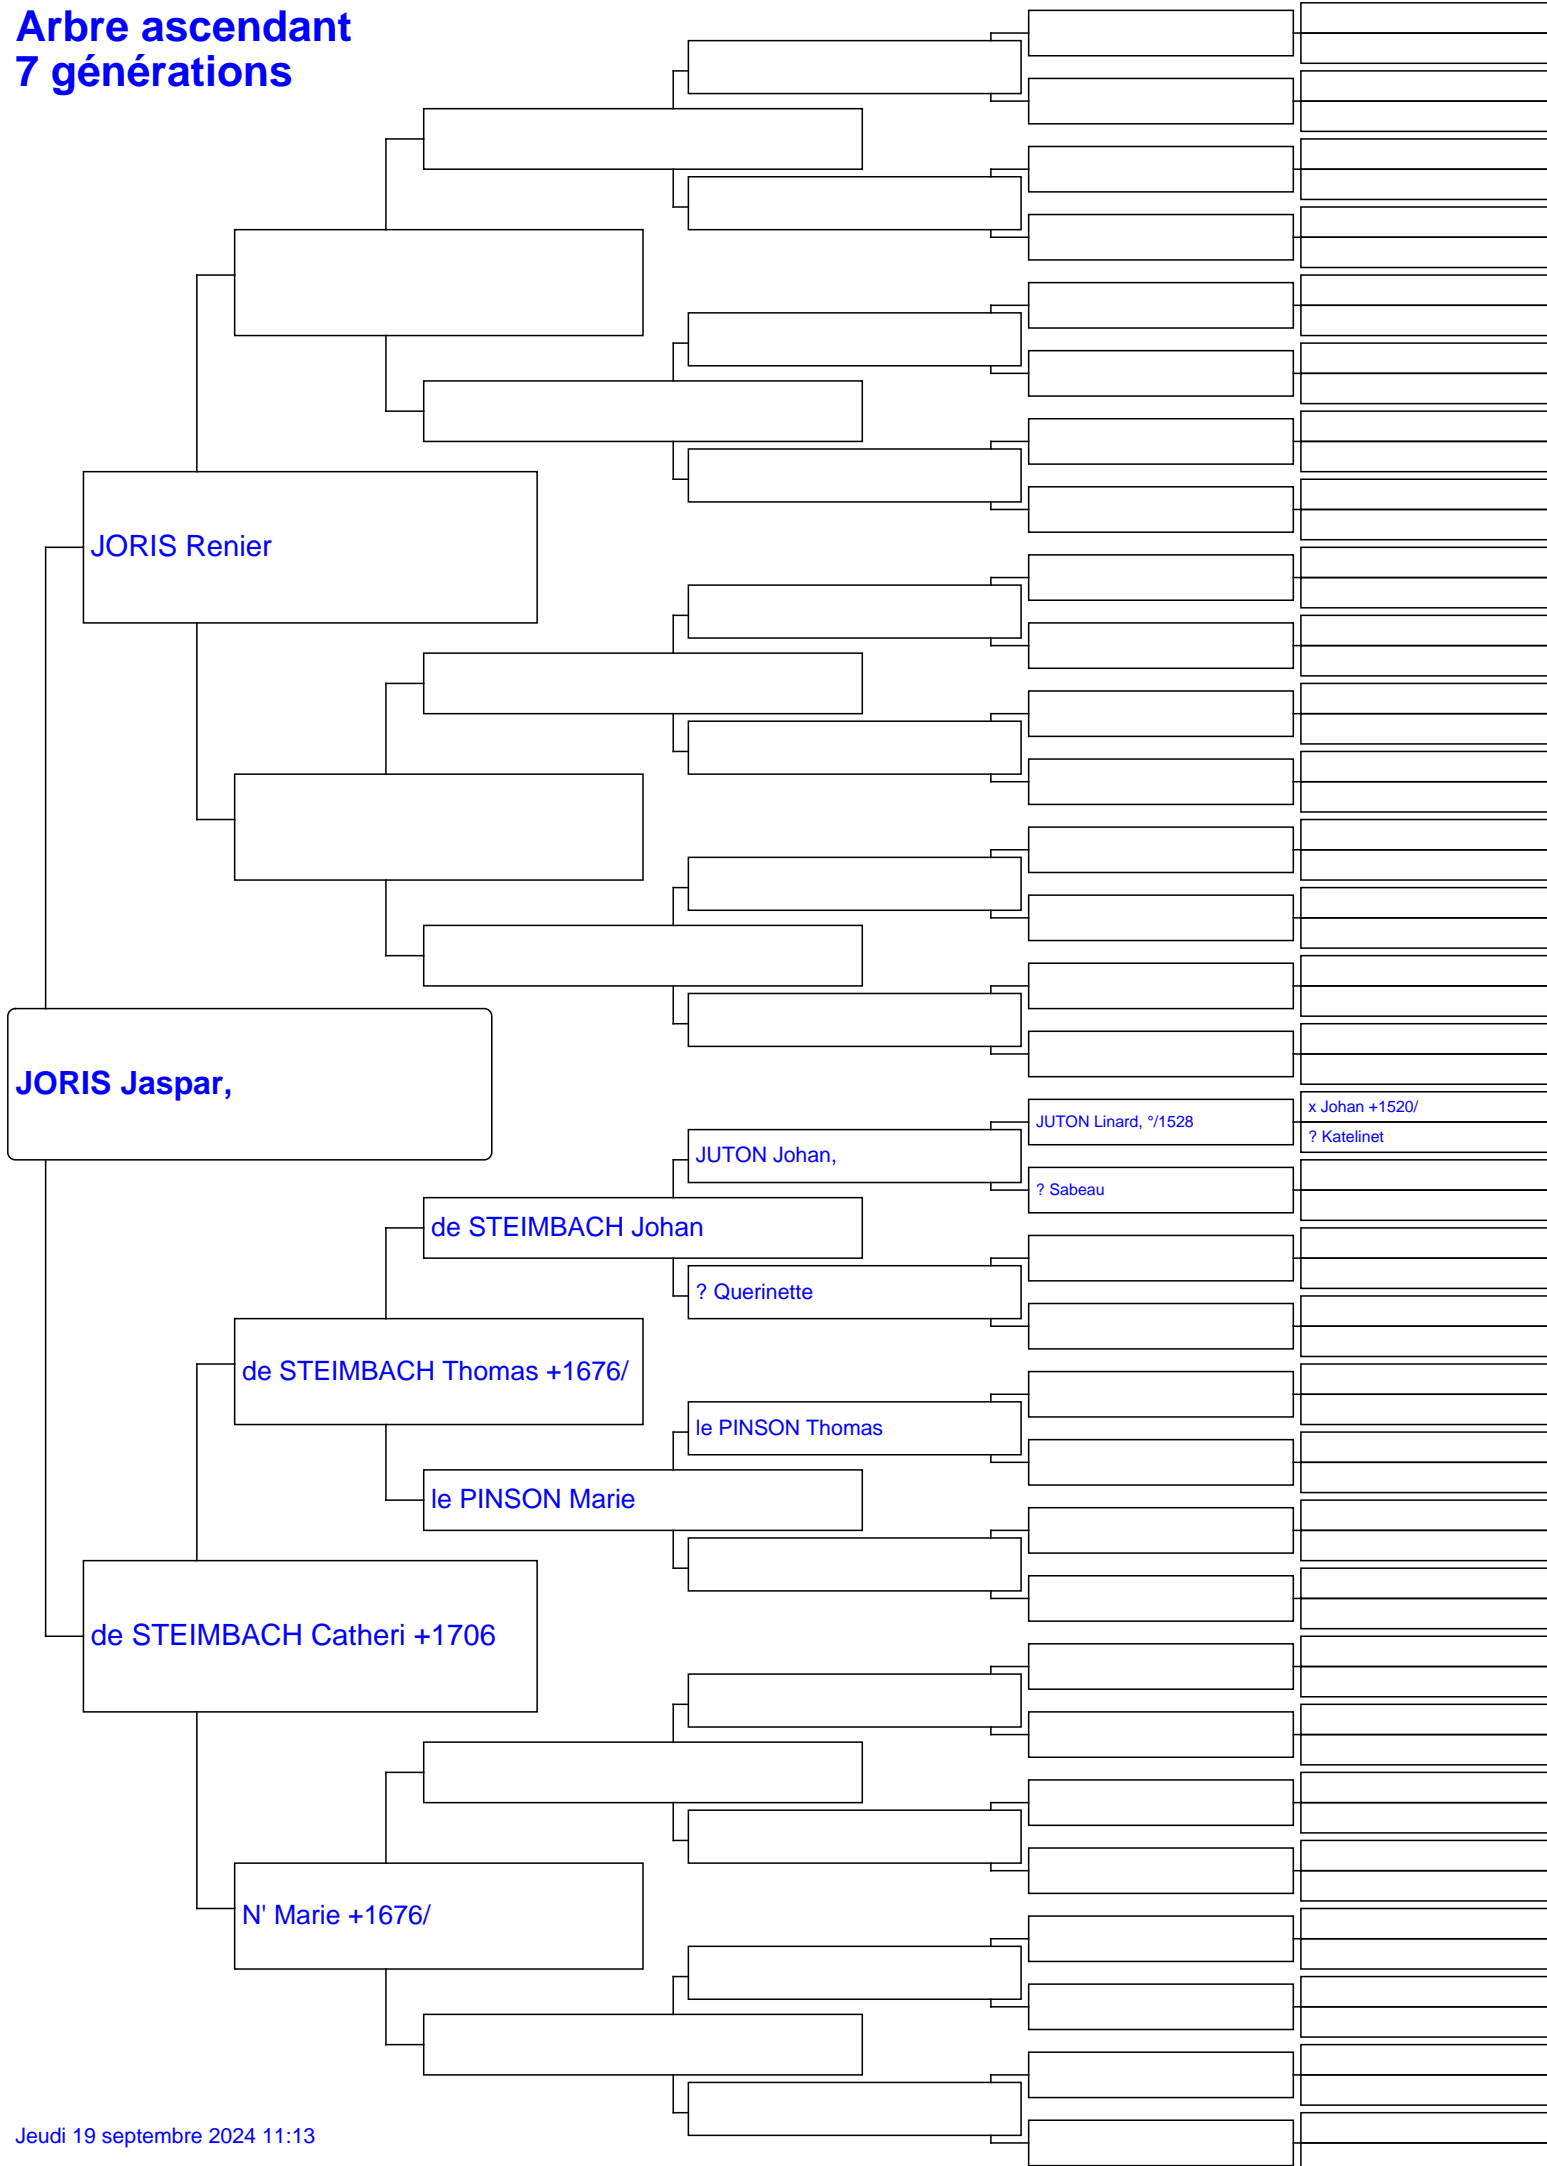 Arbre ascendant
7 générations
JORIS Renier
JORIS Jaspar,
JUTON Linard, °/1528
x Johan +1520/
? Katelinet
JUTON Johan,
? Sabeau
de STEIMBACH Johan
? Querinette
de STEIMBACH Thomas +1676/
le PINSON Thomas
le PINSON Marie
de STEIMBACH Catheri +1706
N' Marie +1676/
Jeudi 19 septembre 2024 11:13